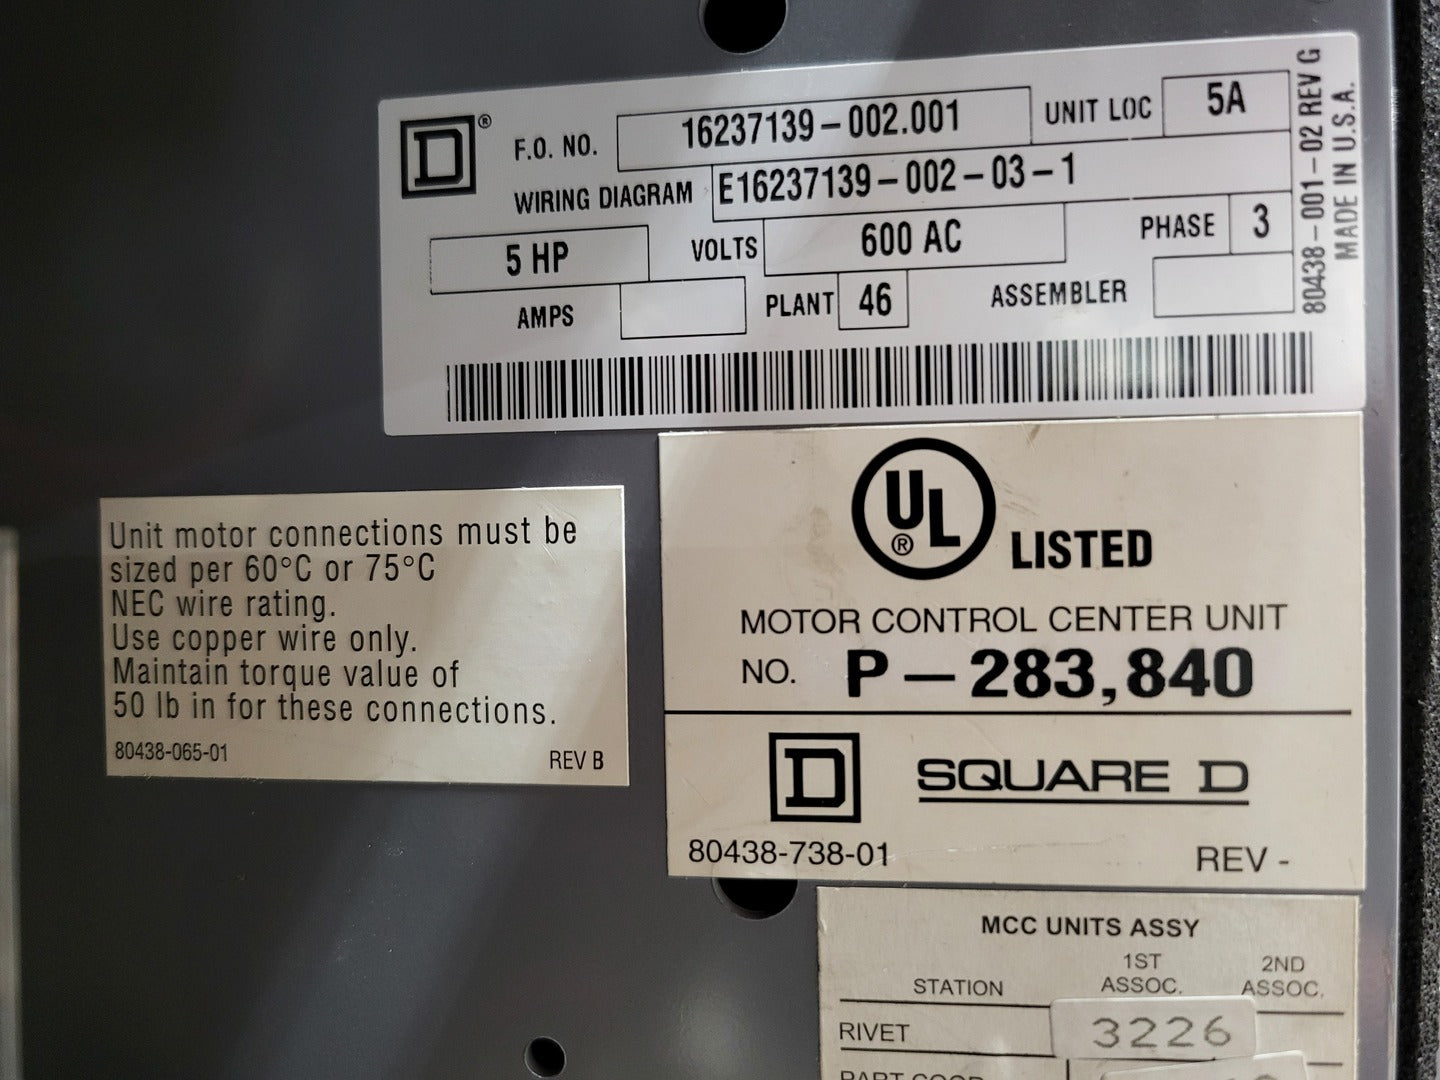 D®
F.O. NO. 16237139-002.001 UNIT LOC 5A
WIRING DIAGRAM E16237139-002-03-1
5 HP VOLTS 600 AC PHASE 3
AMPS PLANT 46 ASSEMBLER
80438-001-02 REV G
MADE IN U.S.A.
Unit motor connections must be
sized per 60°C or 75°C
NEC wire rating.
Use copper wire only.
Maintain torque value of
50 lb in for these connections.
80438-065-01 REV B
UL® LISTED
MOTOR CONTROL CENTER UNIT
NO. P-283,840
D SQUARE D
80438-738-01 REV -
MCC UNITS ASSY
STATION 1ST ASSOC. 2ND ASSOC.
RIVET 3226